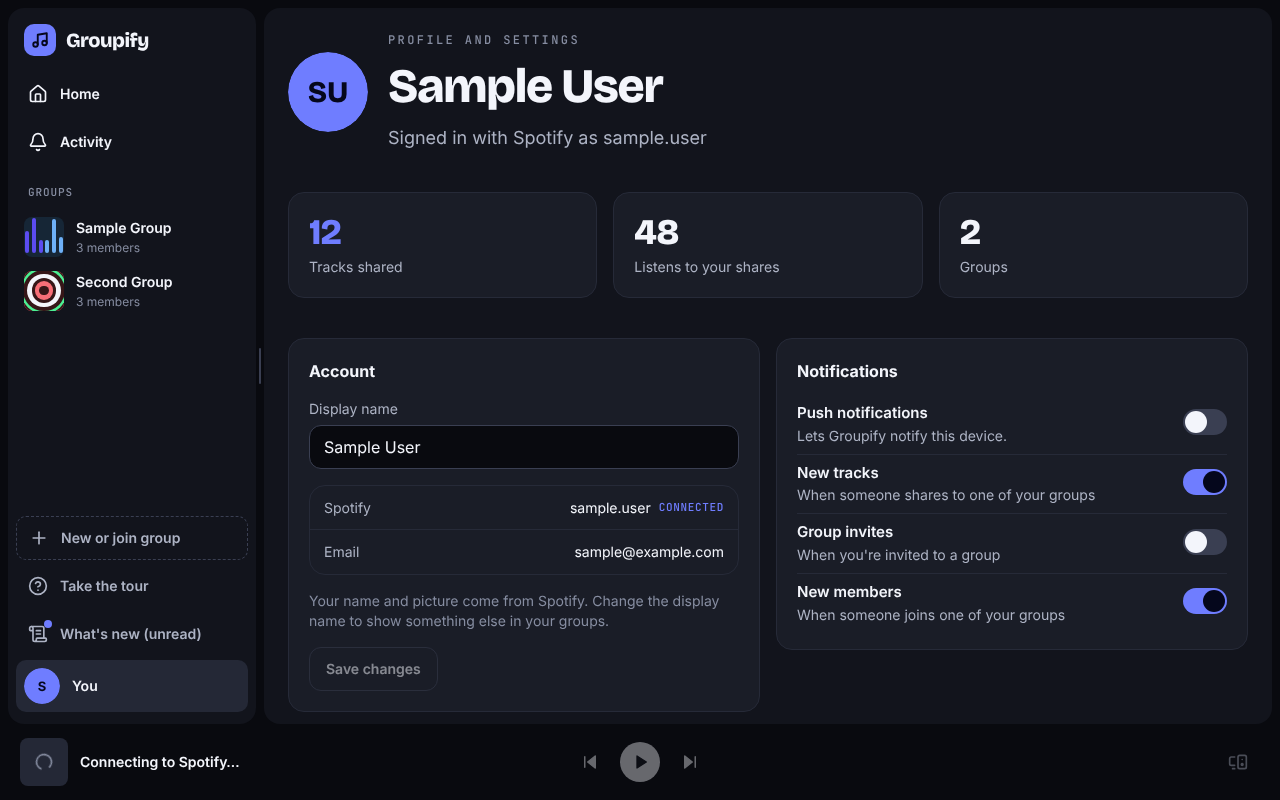 Groupify
Home
Activity
GROUPS
Sample Group
3 members
Second Group
3 members
New or join group
Take the tour
What's new (unread)
S
You
PROFILE AND SETTINGS
SU
Sample User
Signed in with Spotify as sample.user
12
Tracks shared
48
Listens to your shares
2
Groups
Account
Display name
Sample User
Spotify
sample.user CONNECTED
Email
sample@example.com
Your name and picture come from Spotify. Change the display
name to show something else in your groups.
Save changes
Notifications
Push notifications
Lets Groupify notify this device.
New tracks
When someone shares to one of your groups
Group invites
When you're invited to a group
New members
When someone joins one of your groups
Connecting to Spotify...